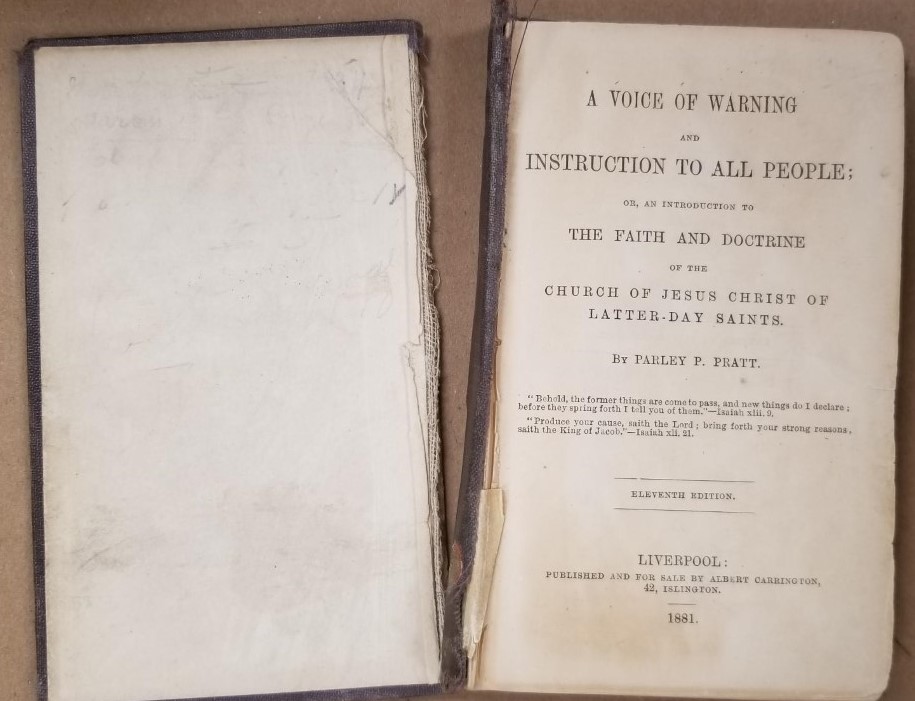 A VOICE OF WARNING
AND
INSTRUCTION TO ALL PEOPLE;
OR, AN INTRODUCTION TO
THE FAITH AND DOCTRINE
OF THE
CHURCH OF JESUS CHRIST OF
LATTER-DAY SAINTS.
BY PARLEY P. PRATT.
"Behold, the former things are come to pass, and new things do I declare;
before they spring forth I tell you of them."—Isaiah xlii. 9.
"Produce your cause, saith the Lord; bring forth your strong reasons,
saith the King of Jacob."—Isaiah xli. 21.
ELEVENTH EDITION.
LIVERPOOL:
PUBLISHED AND FOR SALE BY ALBERT CARRINGTON,
42, ISLINGTON.
1881.